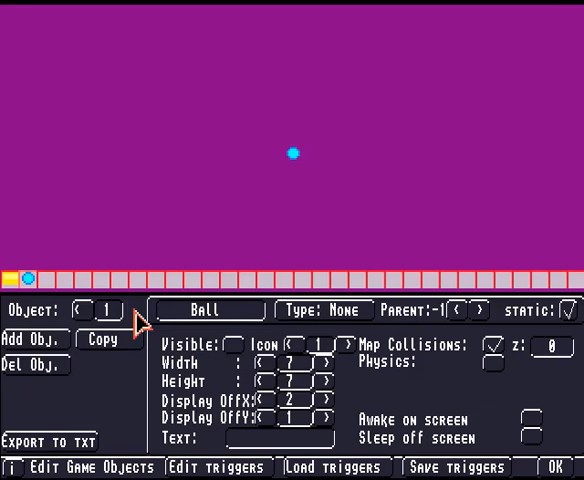 Object: < 1 Ball Type: None Parent:-1 < > static:
Add Obj. Copy Visible: Icon < 1 > Map Collisions: z: 0
Del Obj. Width : < 7 > Physics:
Height : < 7 >
Display OffX: < 2 >
Display OffY: < 1 > Awake on screen
Export to txt Text: Sleep off screen
i Edit Game Objects Edit triggers Load triggers Save triggers OK